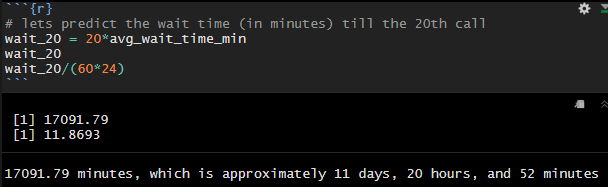 ```{r}
# lets predict the wait time (in minutes) till the 20th call
wait_20 = 20*avg_wait_time_min
wait_20
wait_20/(60*24)
```
[1] 17091.79
[1] 11.8693
17091.79 minutes, which is approximately 11 days, 20 hours, and 52 minutes